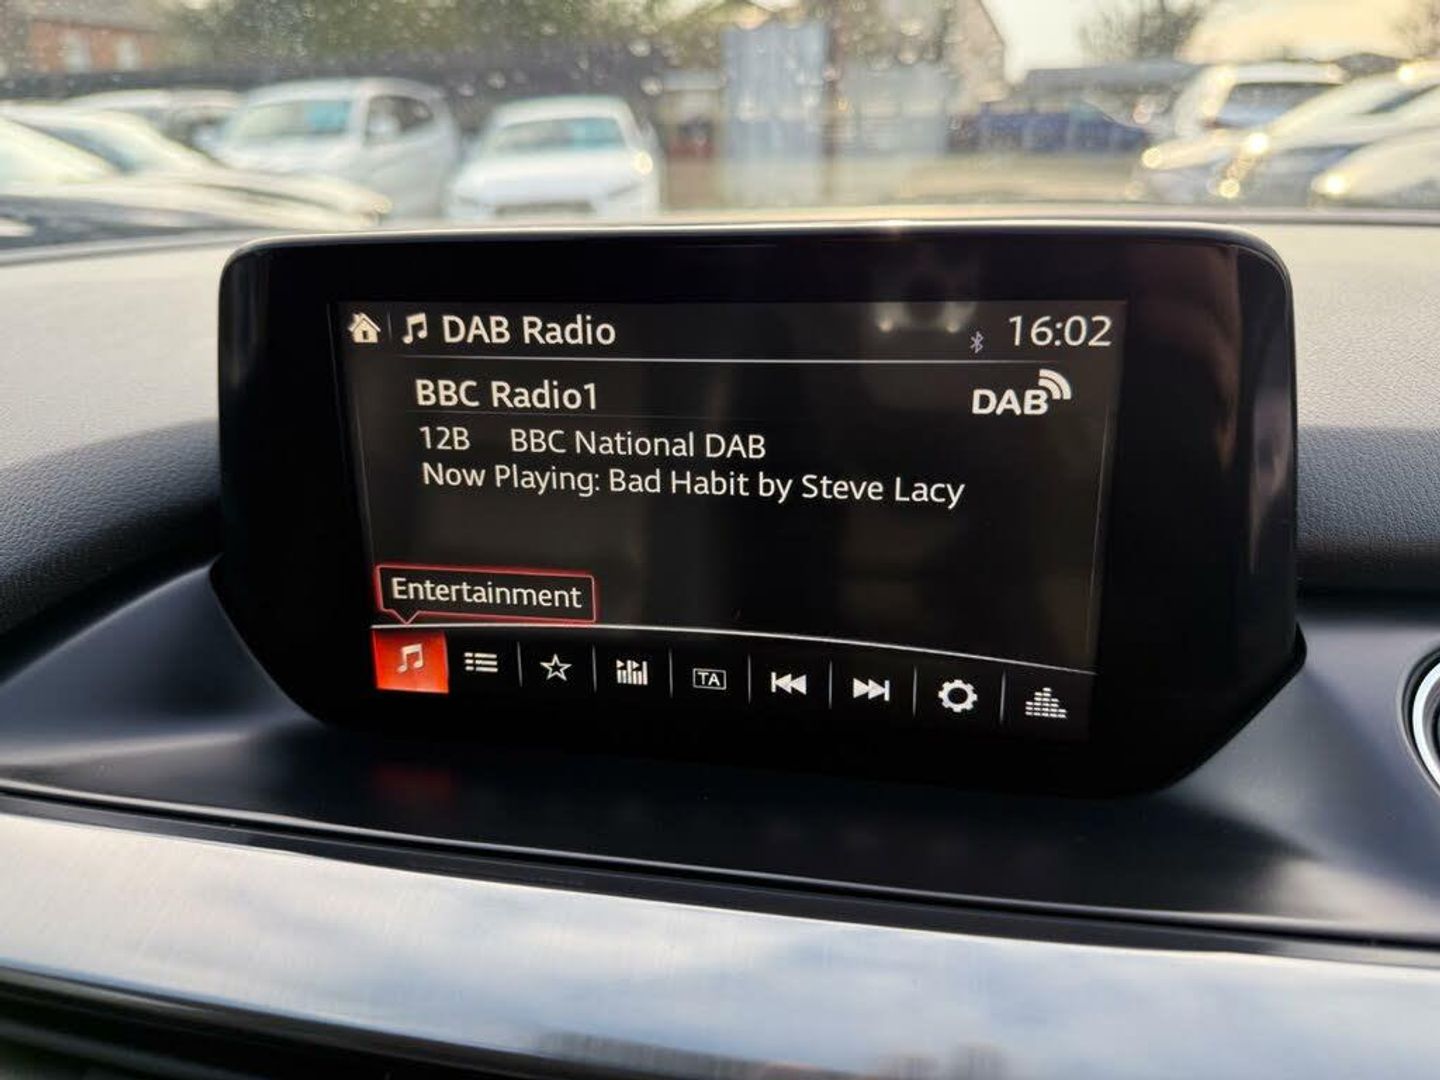 DAB Radio 16:02
BBC Radio1 DAB
12B BBC National DAB
Now Playing: Bad Habit by Steve Lacy
Entertainment
TA